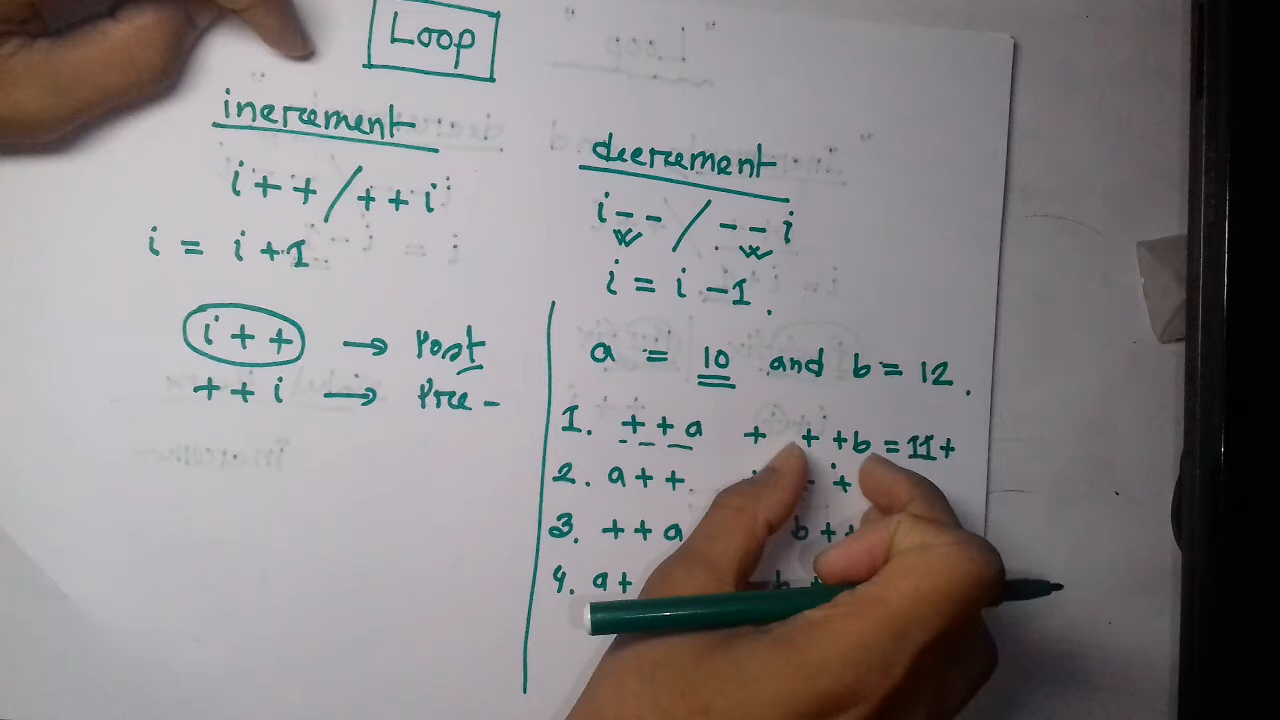 Loop
increment
i++ / ++i
i = i+1
i++ → Post
++i → Pre-
decrement
i-- / --i
i = i-1.
a = 10 and b = 12.
1. ++a + ++b = 11+
2. a++ +
3. ++a b++
4. a+ b+